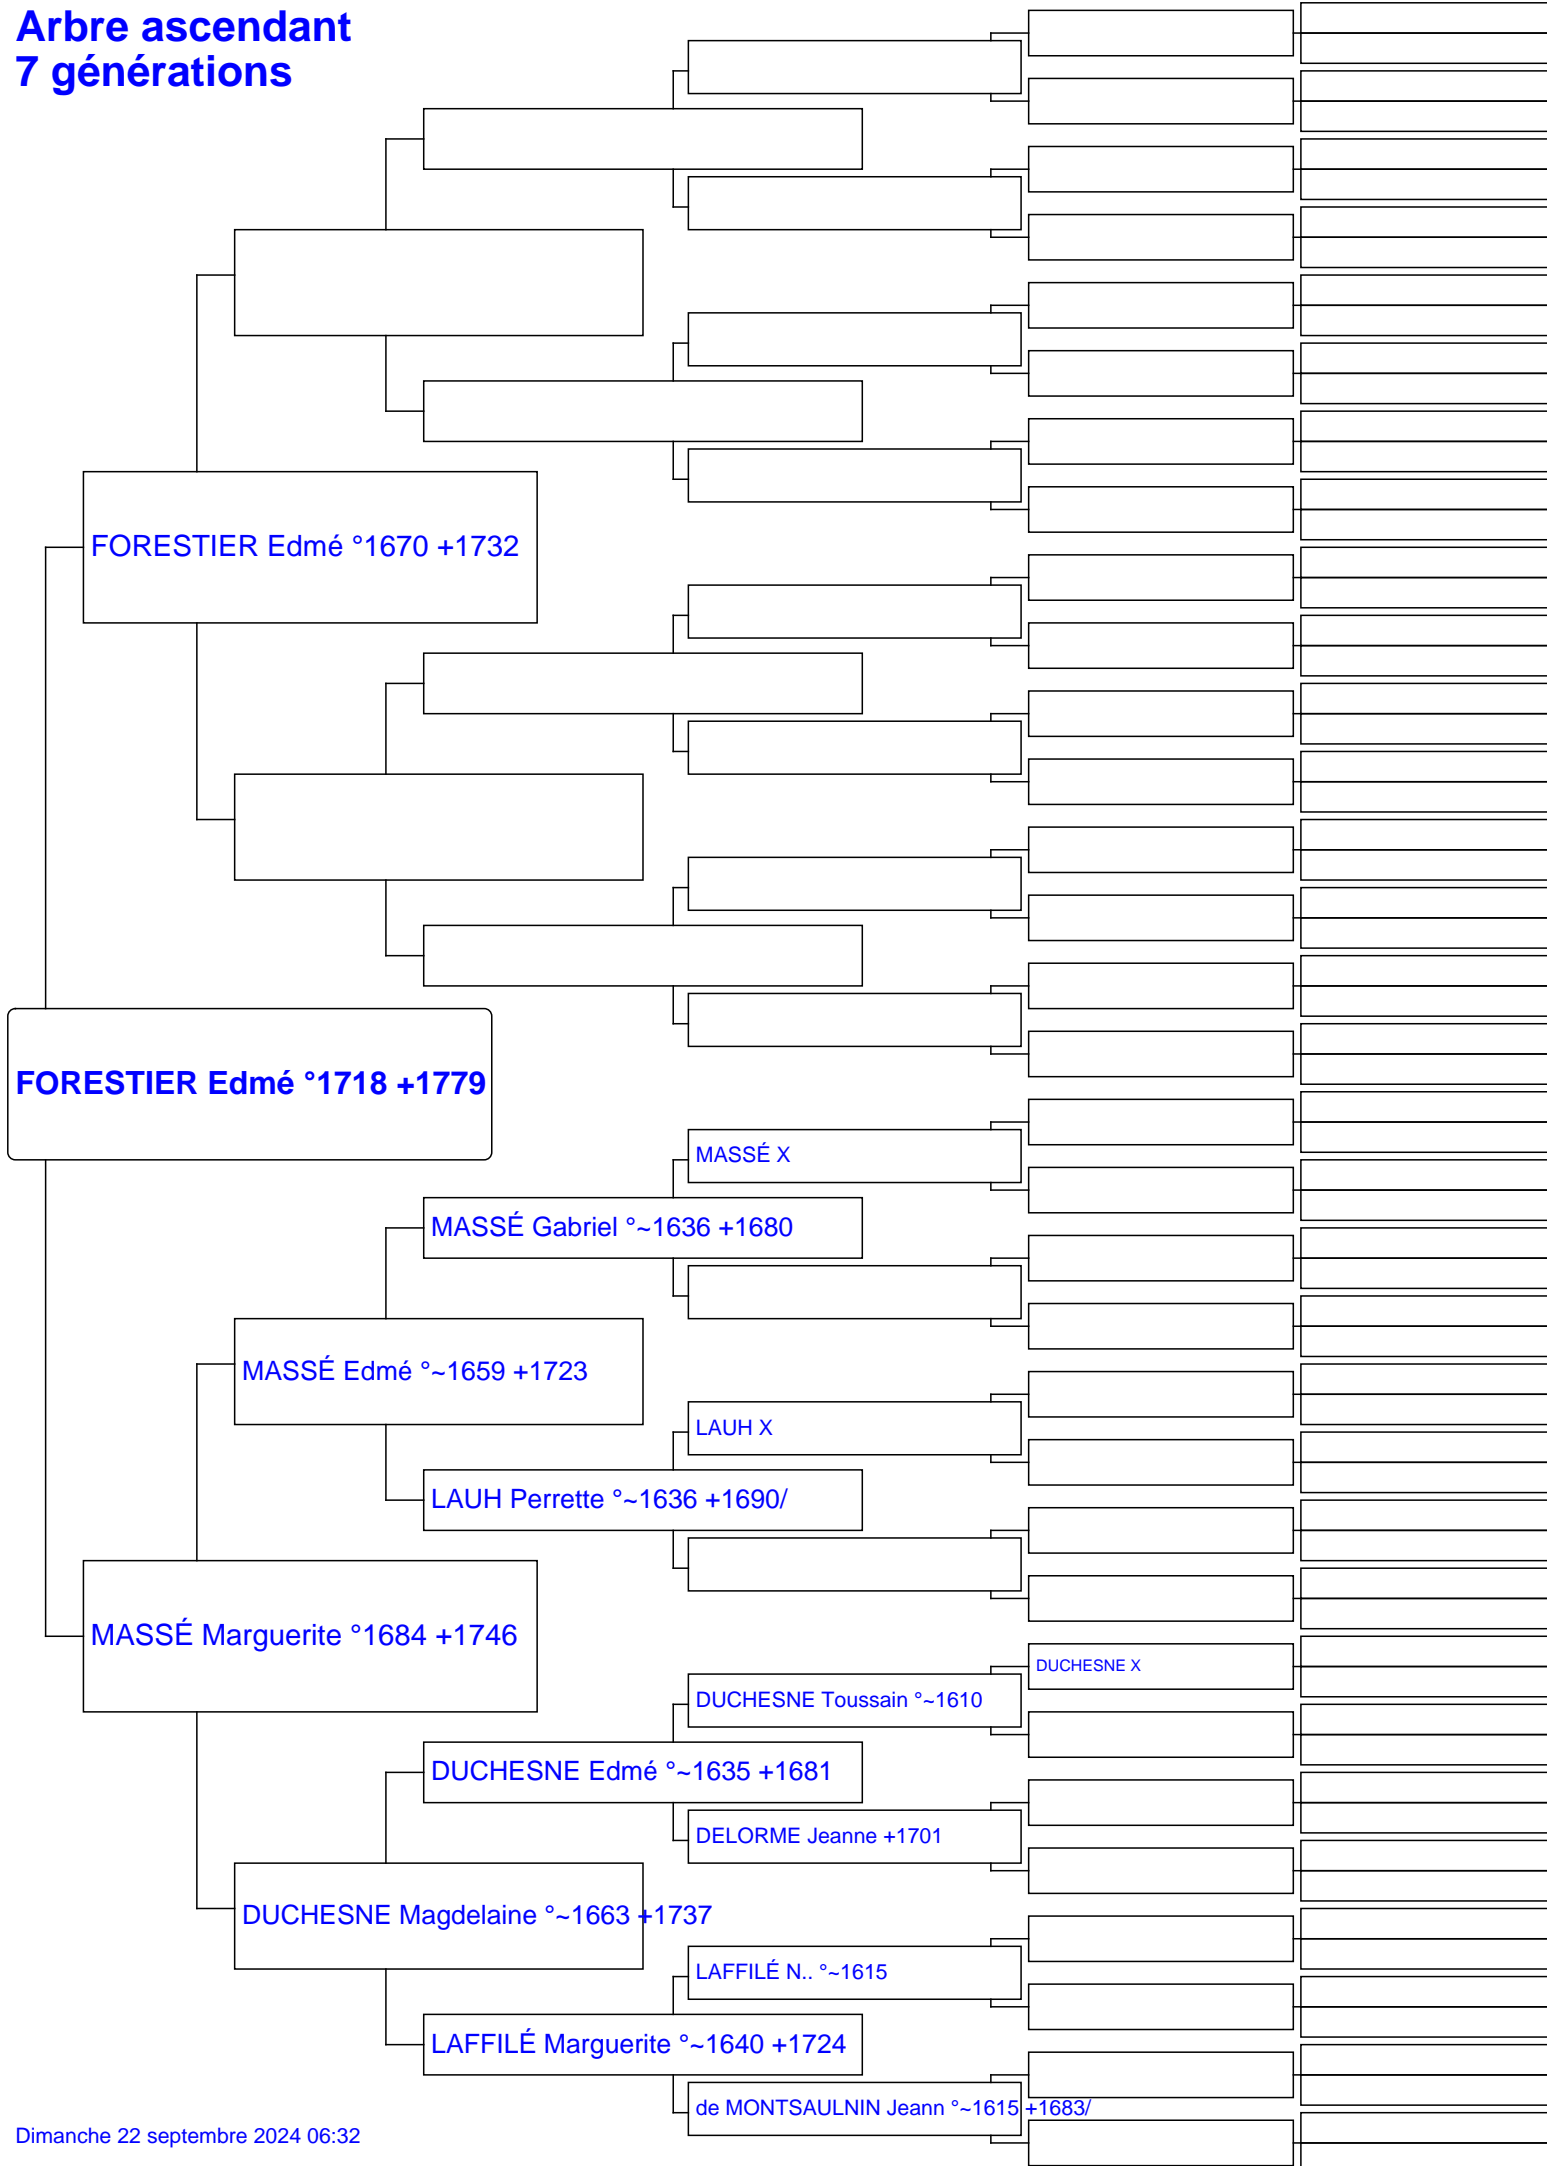 Arbre ascendant
7 générations
FORESTIER Edmé °1670 +1732
FORESTIER Edmé °1718 +1779
MASSÉ X
MASSÉ Gabriel °~1636 +1680
MASSÉ Edmé °~1659 +1723
LAUH X
LAUH Perrette °~1636 +1690/
MASSÉ Marguerite °1684 +1746
DUCHESNE X
DUCHESNE Toussain °~1610
DUCHESNE Edmé °~1635 +1681
DELORME Jeanne +1701
DUCHESNE Magdelaine °~1663 +1737
LAFFILÉ N.. °~1615
LAFFILÉ Marguerite °~1640 +1724
de MONTSAULNIN Jeann °~1615 +1683/
Dimanche 22 septembre 2024 06:32